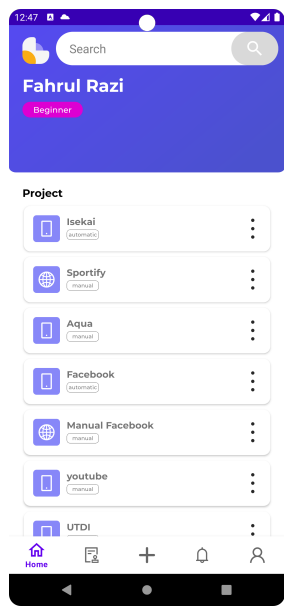 12:47
Search
Fahrul Razi
Beginner
Project
Isekai
automatic
Sportify
manual
Aqua
manual
Facebook
automatic
Manual Facebook
manual
youtube
manual
UTDI
Home